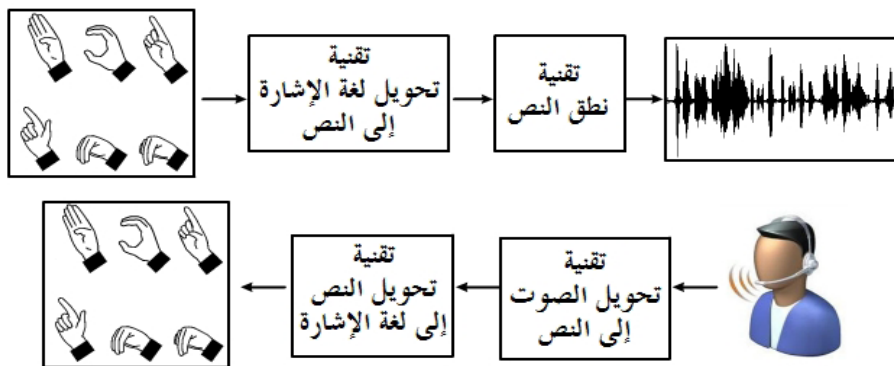 تقنية
تحويل لغة الإشارة
إلى النص
تقنية
نطق النص
تقنية
تحويل الصوت
إلى النص
تقنية
تحويل النص
إلى لغة الإشارة